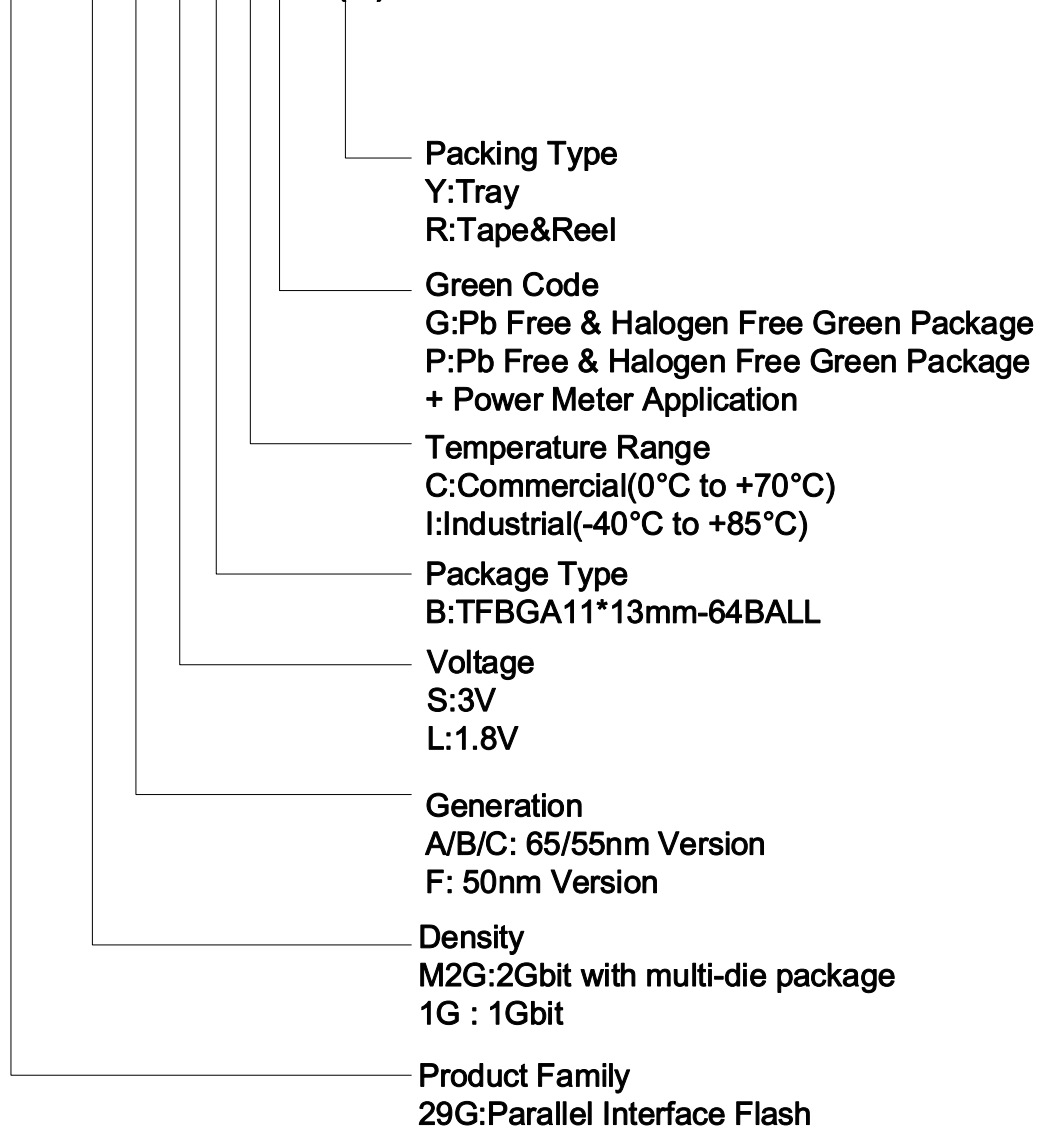 Packing Type
Y:Tray
R:Tape&Reel
Green Code
G:Pb Free & Halogen Free Green Package
P:Pb Free & Halogen Free Green Package
+ Power Meter Application
Temperature Range
C:Commercial(0°C to +70°C)
I:Industrial(-40°C to +85°C)
Package Type
B:TFBGA11*13mm-64BALL
Voltage
S:3V
L:1.8V
Generation
A/B/C: 65/55nm Version
F: 50nm Version
Density
M2G:2Gbit with multi-die package
1G : 1Gbit
Product Family
29G:Parallel Interface Flash